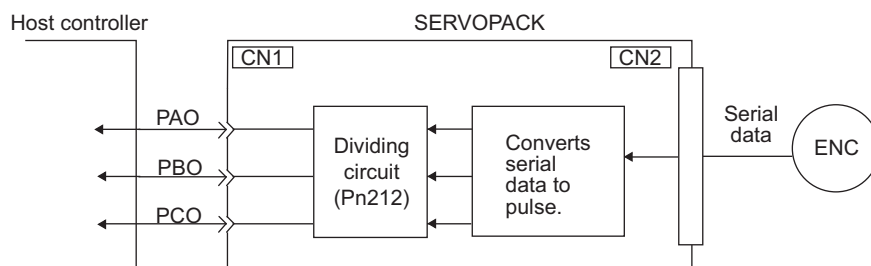 Host controller
SERVOPACK
CN1
CN2
PAO
PBO
PCO
Dividing
circuit
(Pn212)
Converts
serial
data to
pulse.
Serial
data
ENC